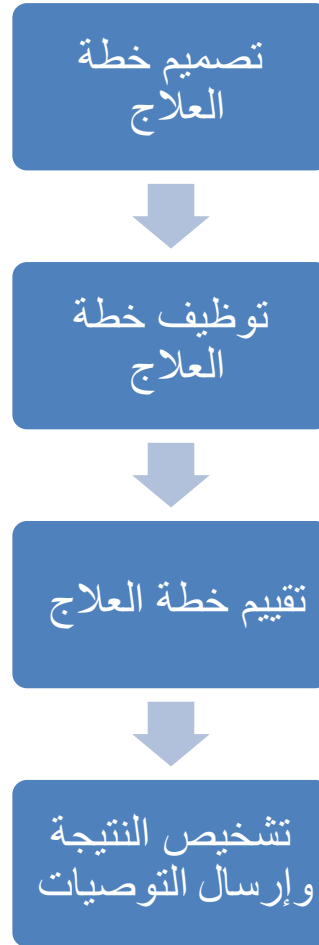 تصميم خطة
العلاج
توظيف خطة
العلاج
تقييم خطة العلاج
تشخيص النتيجة
وإرسال التوصيات